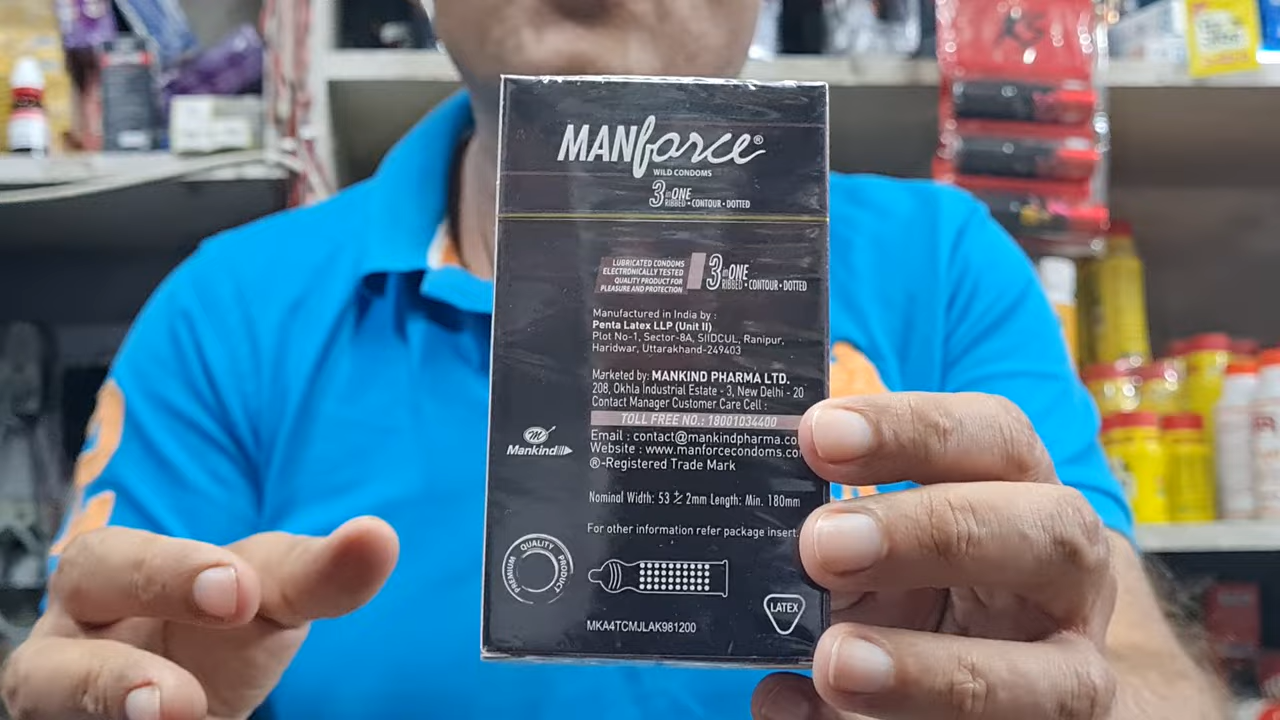 MANforce®
WILD CONDOMS
3 in ONE
RIBBED • CONTOUR • DOTTED
LUBRICATED CONDOMS
ELECTRONICALLY TESTED
QUALITY PRODUCT FOR
PLEASURE AND PROTECTION
3 in ONE
RIBBED • CONTOUR • DOTTED
Manufactured in India by :
Penta Latex LLP (Unit II)
Plot No-1, Sector-8A, SIIDCUL, Ranipur,
Haridwar, Uttarakhand-249403
Marketed by: MANKIND PHARMA LTD.
208, Okhla Industrial Estate - 3, New Delhi - 20
Contact Manager Customer Care Cell :
TOLL FREE NO.: 18001034400
Email : contact@mankindpharma.co
Website : www.manforcecondoms.co
®-Registered Trade Mark
Mankind
Nominal Width: 53 ± 2mm Length: Min. 180mm
For other information refer package insert.
PREMIUM QUALITY PRODUCT
LATEX
MKA4TCMJLAK981200